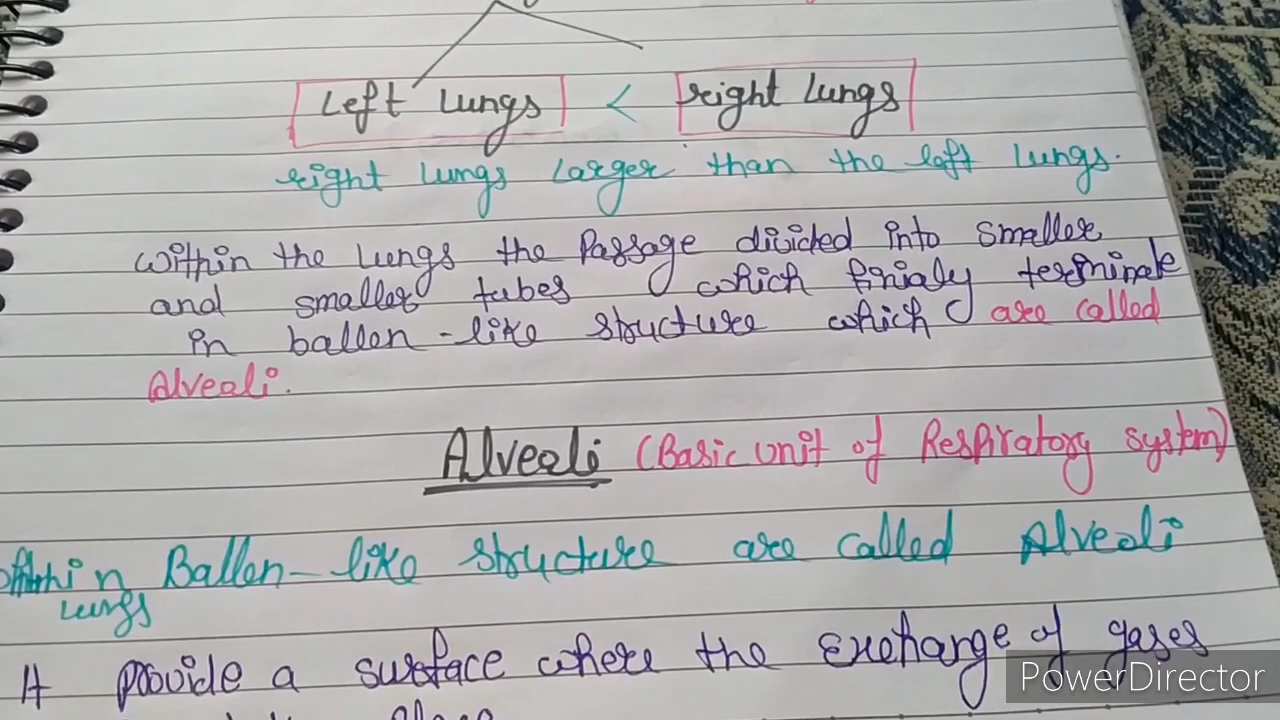 Left Lungs < right Lungs
right lungs larger than the left lungs.
within the lungs the Passage divided into smaller
and smaller tubes which finialy terminate
in ballen-like structure which are called
Alveoli.
Alveoli (Basic unit of Respiratory system)
Ballen-like structure are called Alveoli
lungs
It provide a surface where the Exchange of gases
PowerDirector